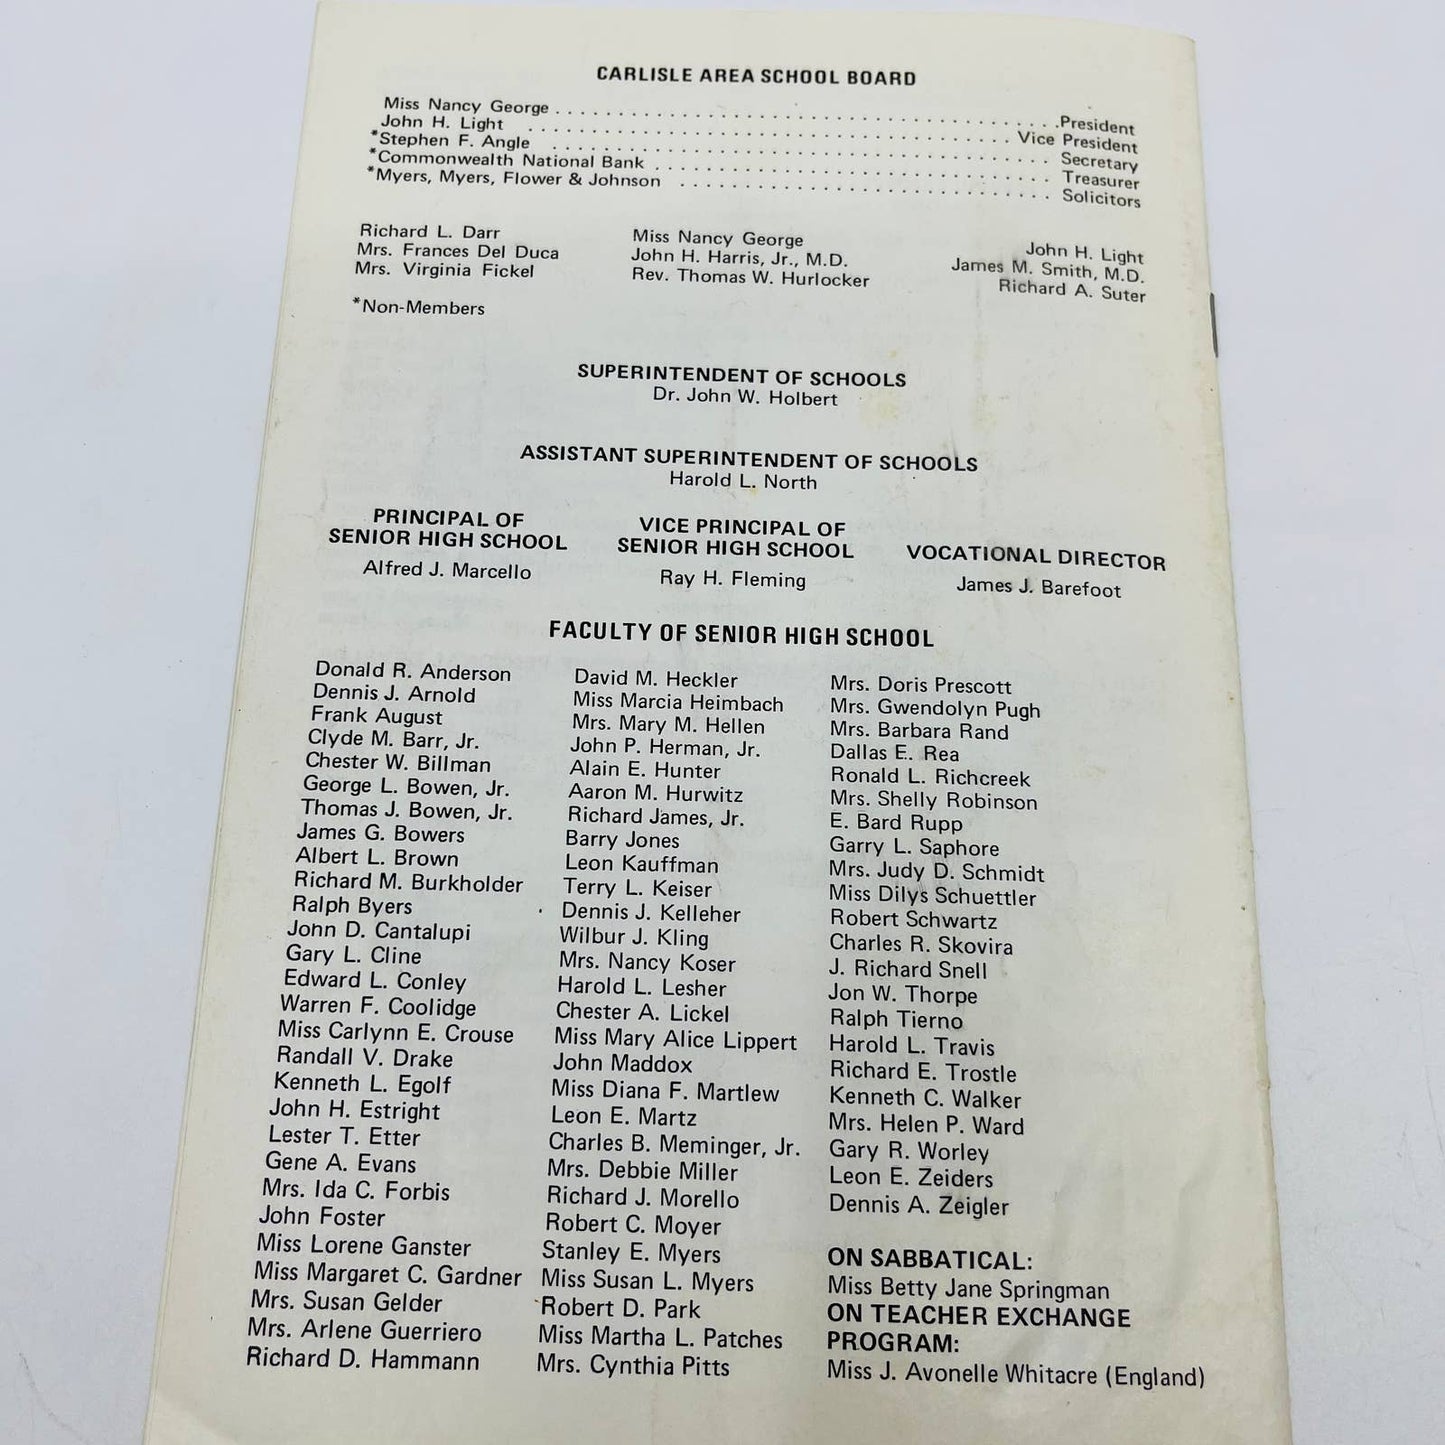 CARLISLE AREA SCHOOL BOARD
Miss Nancy George . . . . . . . . . . . . . . . . . . . . . . . . . . . . . . . . . . . . . . .President
John H. Light . . . . . . . . . . . . . . . . . . . . . . . . . . . . . . . . . . . . . Vice President
*Stephen F. Angle . . . . . . . . . . . . . . . . . . . . . . . . . . . . . . . . . . . . . . Secretary
*Commonwealth National Bank . . . . . . . . . . . . . . . . . . . . . . . . . . . . . . Treasurer
*Myers, Myers, Flower & Johnson . . . . . . . . . . . . . . . . . . . . . . . . . . . . Solicitors
Richard L. Darr
Mrs. Frances Del Duca
Mrs. Virginia Fickel
Miss Nancy George
John H. Harris, Jr., M.D.
Rev. Thomas W. Hurlocker
John H. Light
James M. Smith, M.D.
Richard A. Suter
*Non-Members
SUPERINTENDENT OF SCHOOLS
Dr. John W. Holbert
ASSISTANT SUPERINTENDENT OF SCHOOLS
Harold L. North
PRINCIPAL OF
SENIOR HIGH SCHOOL
Alfred J. Marcello
VICE PRINCIPAL OF
SENIOR HIGH SCHOOL
Ray H. Fleming
VOCATIONAL DIRECTOR
James J. Barefoot
FACULTY OF SENIOR HIGH SCHOOL
Donald R. Anderson
Dennis J. Arnold
Frank August
Clyde M. Barr, Jr.
Chester W. Billman
George L. Bowen, Jr.
Thomas J. Bowen, Jr.
James G. Bowers
Albert L. Brown
Richard M. Burkholder
Ralph Byers
John D. Cantalupi
Gary L. Cline
Edward L. Conley
Warren F. Coolidge
Miss Carlynn E. Crouse
Randall V. Drake
Kenneth L. Egolf
John H. Estright
Lester T. Etter
Gene A. Evans
Mrs. Ida C. Forbis
John Foster
Miss Lorene Ganster
Miss Margaret C. Gardner
Mrs. Susan Gelder
Mrs. Arlene Guerriero
Richard D. Hammann
David M. Heckler
Miss Marcia Heimbach
Mrs. Mary M. Hellen
John P. Herman, Jr.
Alain E. Hunter
Aaron M. Hurwitz
Richard James, Jr.
Barry Jones
Leon Kauffman
Terry L. Keiser
Dennis J. Kelleher
Wilbur J. Kling
Mrs. Nancy Koser
Harold L. Lesher
Chester A. Lickel
Miss Mary Alice Lippert
John Maddox
Miss Diana F. Martlew
Leon E. Martz
Charles B. Meminger, Jr.
Mrs. Debbie Miller
Richard J. Morello
Robert C. Moyer
Stanley E. Myers
Miss Susan L. Myers
Robert D. Park
Miss Martha L. Patches
Mrs. Cynthia Pitts
Mrs. Doris Prescott
Mrs. Gwendolyn Pugh
Mrs. Barbara Rand
Dallas E. Rea
Ronald L. Richcreek
Mrs. Shelly Robinson
E. Bard Rupp
Garry L. Saphore
Mrs. Judy D. Schmidt
Miss Dilys Schuettler
Robert Schwartz
Charles R. Skovira
J. Richard Snell
Jon W. Thorpe
Ralph Tierno
Harold L. Travis
Richard E. Trostle
Kenneth C. Walker
Mrs. Helen P. Ward
Gary R. Worley
Leon E. Zeiders
Dennis A. Zeigler
ON SABBATICAL:
Miss Betty Jane Springman
ON TEACHER EXCHANGE
PROGRAM:
Miss J. Avonelle Whitacre (England)